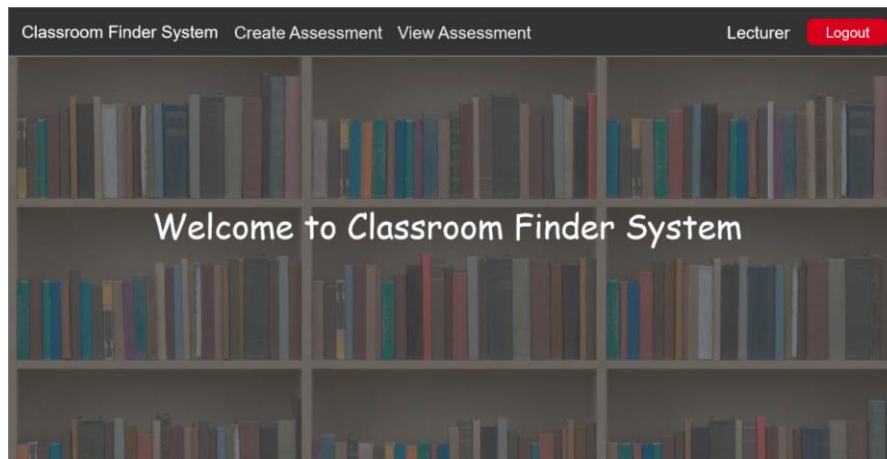 Classroom Finder System Create Assessment View Assessment Lecturer Logout
Welcome to Classroom Finder System